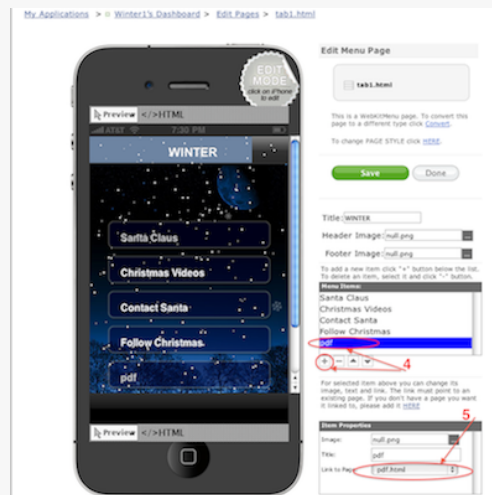 My Applications > Winter1's Dashboard > Edit Pages > tab1.html
EDIT
MODE
click on iPhone
to edit
Preview </>HTML
AT&T 7:30 PM
WINTER
Santa Claus
Christmas Videos
Contact Santa
Follow Christmas
pdf
Preview </>HTML
Edit Menu Page
tab1.html
This is a WebKitMenu page. To convert this
page to a different type click Convert.
To change PAGE STYLE click HERE.
Save Done
Title: WINTER
Header Image: null.png ...
Footer Image: null.png ...
To add a new item click "+" button below the list.
To delete an item, select it and click "-" button.
Menu Items:
Santa Claus
Christmas Videos
Contact Santa
Follow Christmas
pdf
+ - 4
For selected item above you can change its
image, text and link. The link must point to an
existing page. If you don't have a page you want
it linked to, please add it HERE
5
Item Properties
Image: null.png ...
Title: pdf
Link to Page: pdf.html